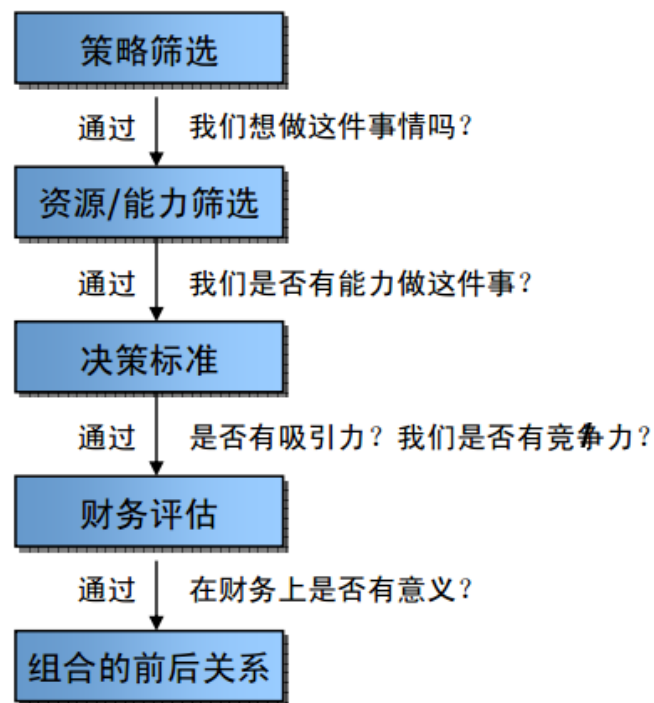 策略筛选
通过 我们想做这件事情吗？
资源/能力筛选
通过 我们是否有能力做这件事？
决策标准
通过 是否有吸引力？我们是否有竞争力？
财务评估
通过 在财务上是否有意义？
组合的前后关系